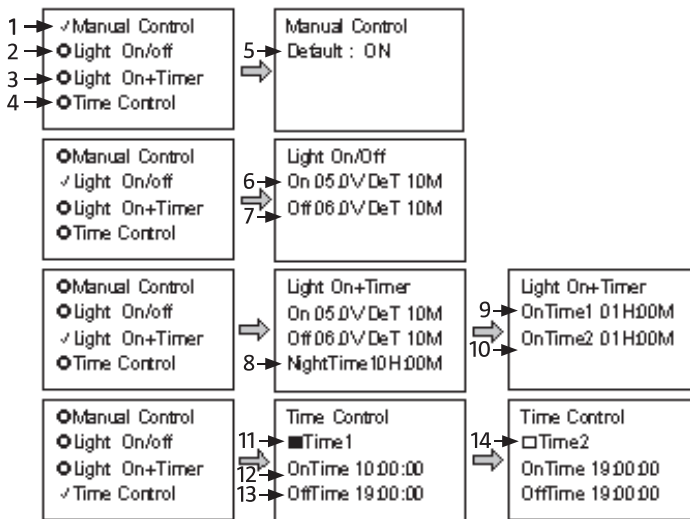 1 ✓Manual Control
2 Light On/off
3 Light On+Timer
4 Time Control
Manual Control
5 Default : ON
Manual Control
✓Light On/off
Light On+Timer
Time Control
Light On/Off
6 On 05.0V DeT 10M
7 Off 06.0V DeT 10M
Manual Control
Light On/off
✓Light On+Timer
Time Control
Light On+Timer
On 05.0V DeT 10M
Off 06.0V DeT 10M
8 NightTime 10H:00M
Light On+Timer
9 OnTime1 01H:00M
10 OnTime2 01H:00M
Manual Control
Light On/off
Light On+Timer
✓Time Control
Time Control
11 ■Time1
12 OnTime 10:00:00
13 OffTime 19:00:00
Time Control
14 □Time2
OnTime 19:00:00
OffTime 19:00:00